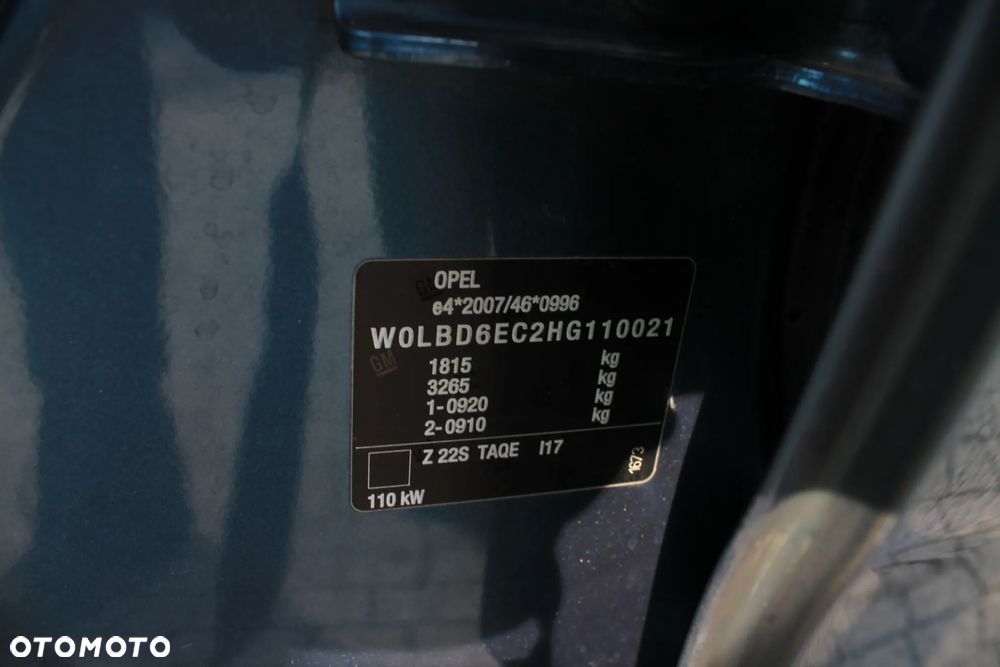 OPEL
e4*2007/46*0996
W0LBD6EC2HG110021
GM
1815 kg
3265 kg
1-0920 kg
2-0910 kg
Z 22S TAQE I17
1673
110 kW
OTOMOTO